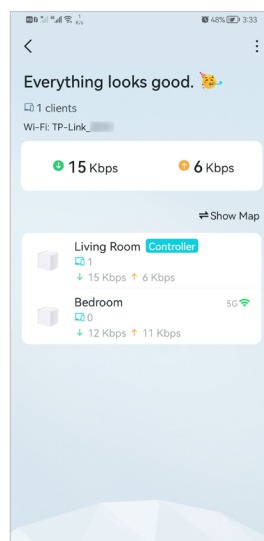 1
K/s
48%
3:33
Everything looks good.
1 clients
Wi-Fi: TP-Link_
15 Kbps
6 Kbps
Show Map
Living Room Controller
1
↓ 15 Kbps ↑ 6 Kbps
Bedroom
5G
0
↓ 12 Kbps ↑ 11 Kbps